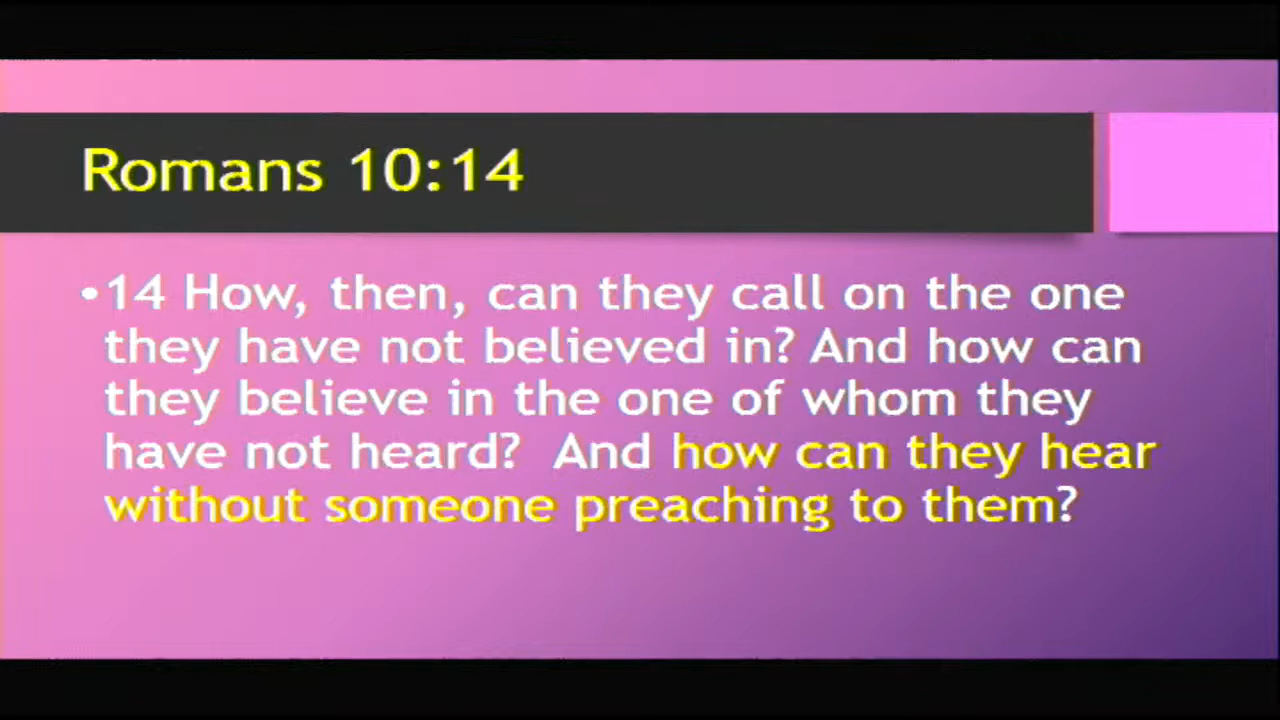 Romans 10:14
•14 How, then, can they call on the one
they have not believed in? And how can
they believe in the one of whom they
have not heard?  And how can they hear
without someone preaching to them?